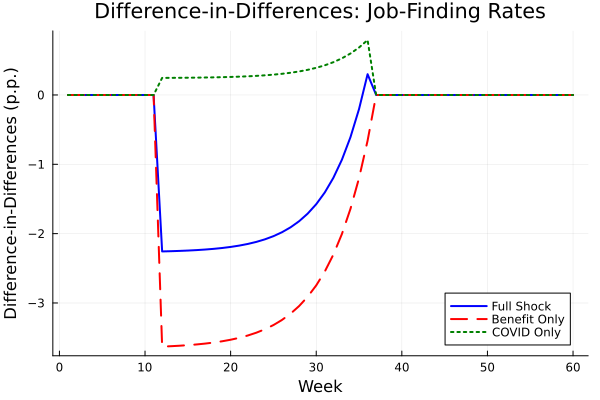 Difference-in-Differences: Job-Finding Rates
Difference-in-Differences (p.p.)
0
−1
−2
−3
Full Shock
Benefit Only
COVID Only
0 10 20 30 40 50 60
Week